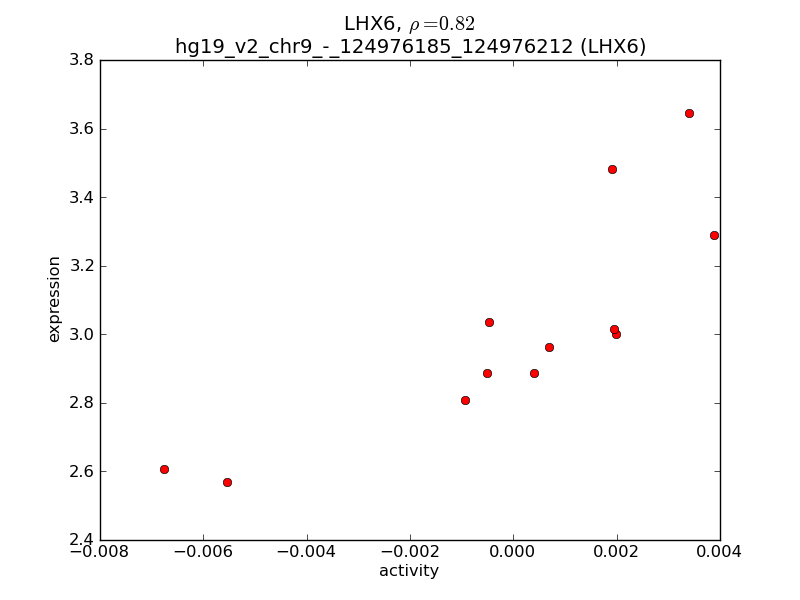 LHX6, ρ=0.82
hg19_v2_chr9_-_124976185_124976212 (LHX6)
3.8
3.6
3.4
3.2
3.0
2.8
2.6
2.4
expression
−0.008 −0.006 −0.004 −0.002 0.000 0.002 0.004
activity